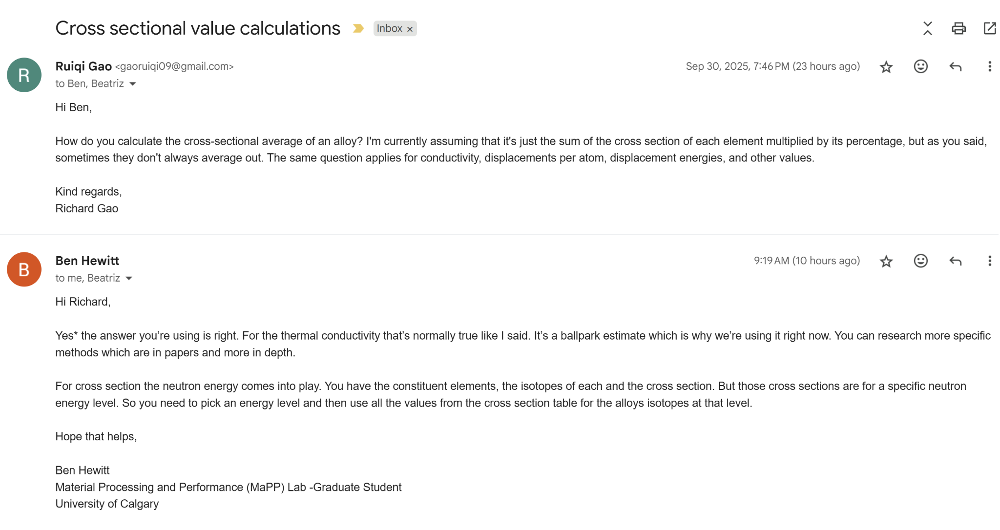 Cross sectional value calculations Inbox ×
Ruiqi Gao <gaoruiqi09@gmail.com> Sep 30, 2025, 7:46 PM (23 hours ago)
R
to Ben, Beatriz
Hi Ben,
How do you calculate the cross-sectional average of an alloy? I'm currently assuming that it's just the sum of the cross section of each element multiplied by its percentage, but as you said,
sometimes they don't always average out. The same question applies for conductivity, displacements per atom, displacement energies, and other values.
Kind regards,
Richard Gao
Ben Hewitt 9:19 AM (10 hours ago)
B
to me, Beatriz
Hi Richard,
Yes* the answer you’re using is right. For the thermal conductivity that’s normally true like I said. It’s a ballpark estimate which is why we’re using it right now. You can research more specific
methods which are in papers and more in depth.
For cross section the neutron energy comes into play. You have the constituent elements, the isotopes of each and the cross section. But those cross sections are for a specific neutron
energy level. So you need to pick an energy level and then use all the values from the cross section table for the alloys isotopes at that level.
Hope that helps,
Ben Hewitt
Material Processing and Performance (MaPP) Lab -Graduate Student
University of Calgary